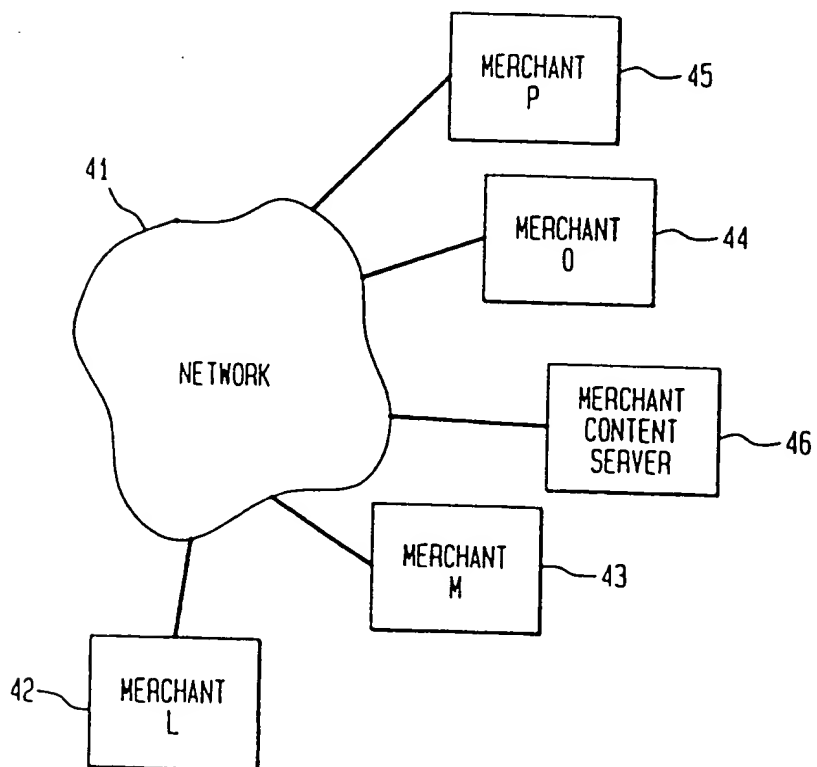 MERCHANT
P
45
41
MERCHANT
O
44
NETWORK
MERCHANT
CONTENT
SERVER
46
MERCHANT
M
43
42
MERCHANT
L